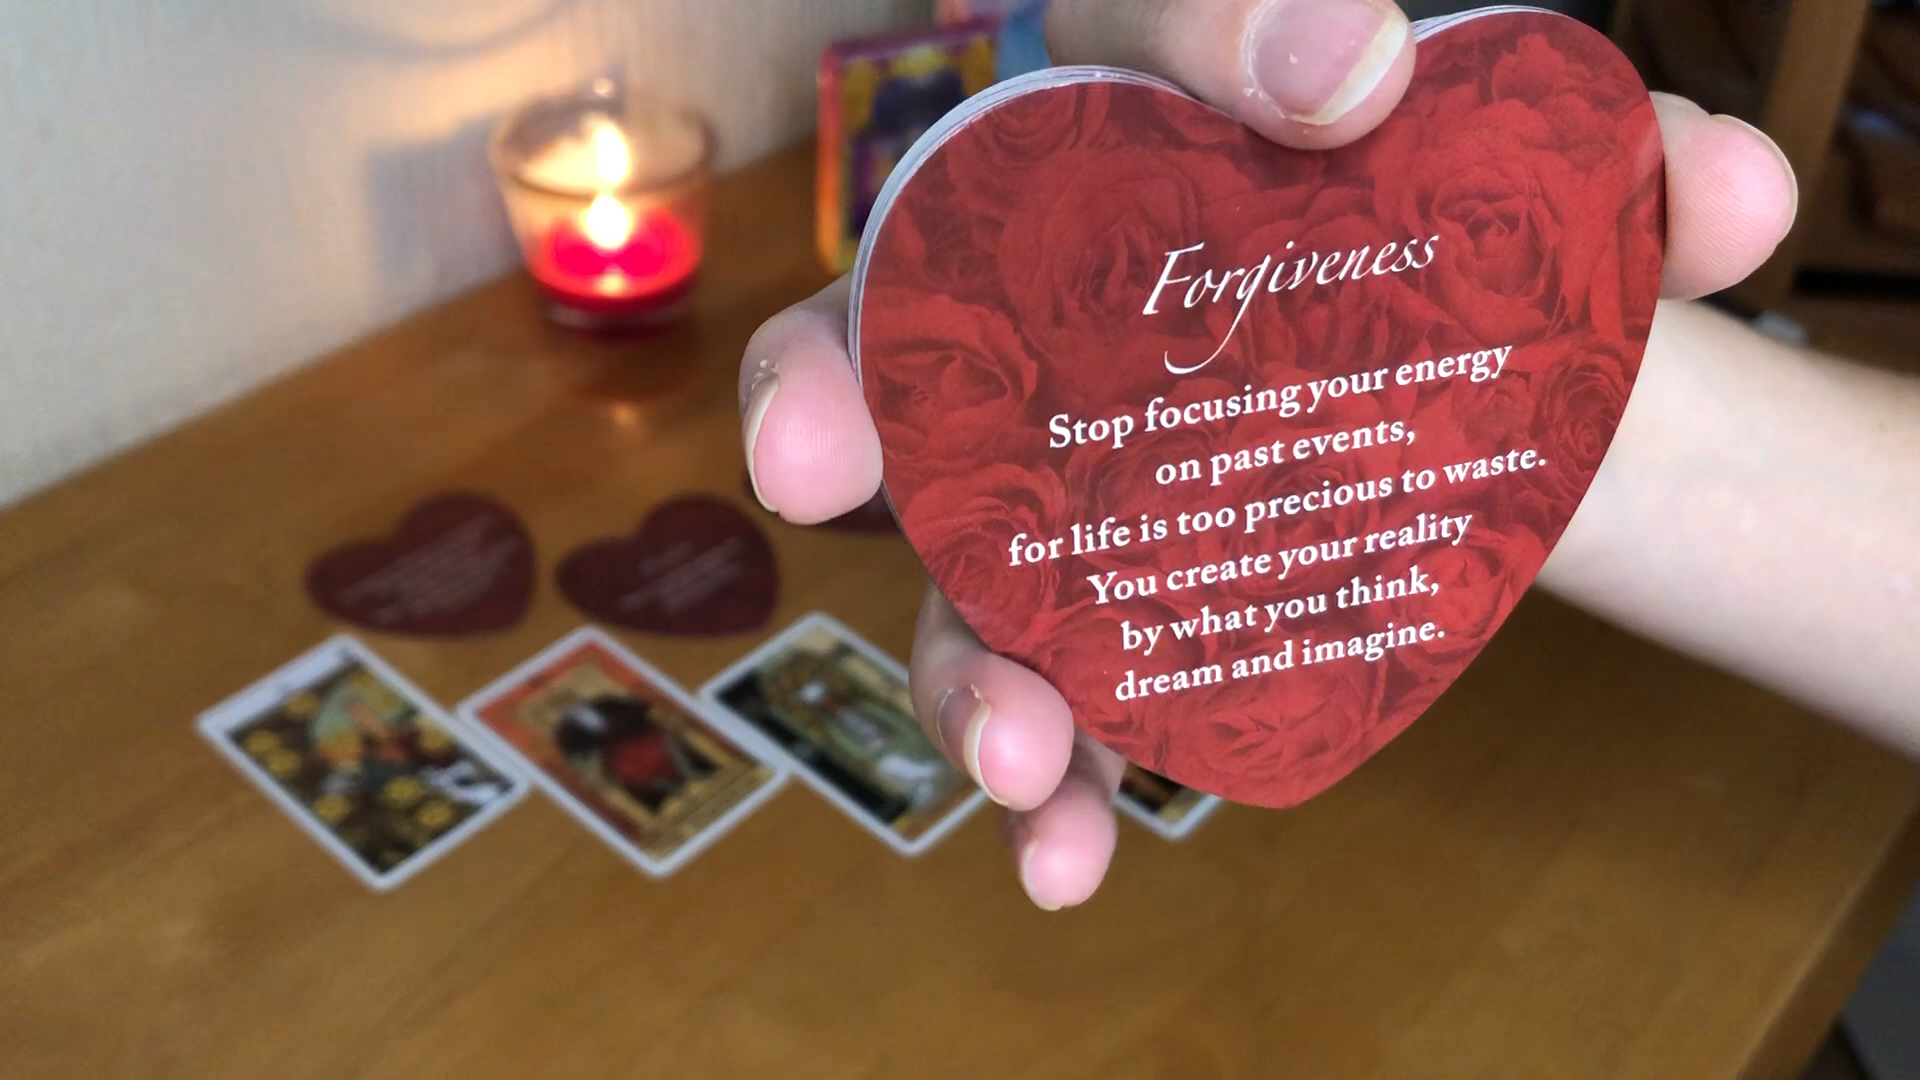 Forgiveness
Stop focusing your energy
on past events,
for life is too precious to waste.
You create your reality
by what you think,
dream and imagine.